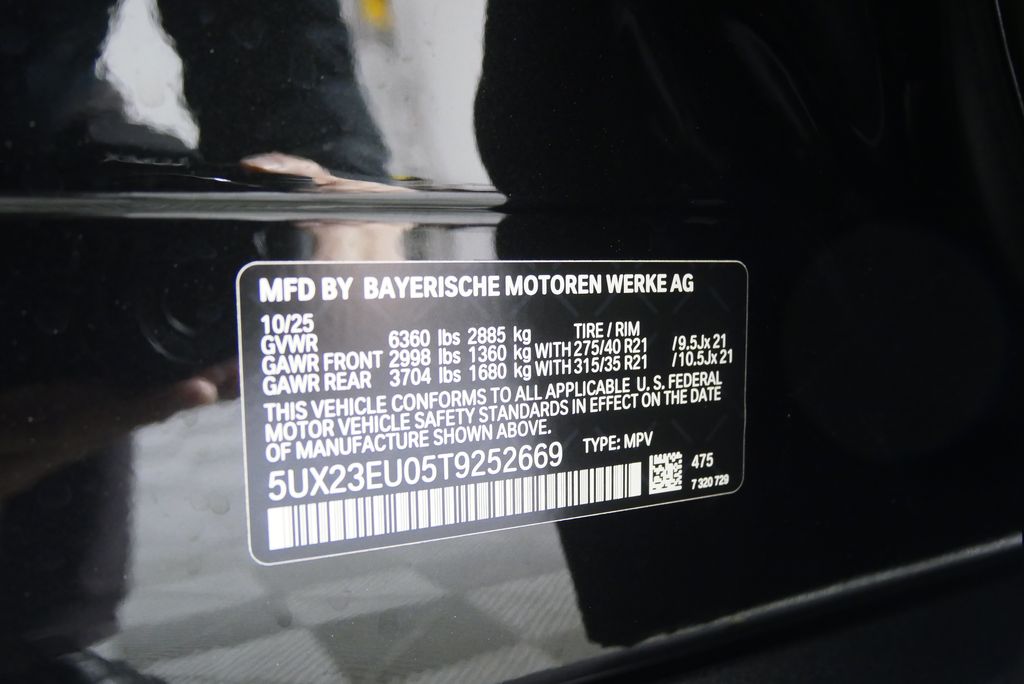 MFD BY BAYERISCHE MOTOREN WERKE AG
10/25 TIRE / RIM
GVWR 6360 lbs 2885 kg
GAWR FRONT 2998 lbs 1360 kg WITH 275/40 R21 /9.5Jx 21
GAWR REAR 3704 lbs 1680 kg WITH 315/35 R21 /10.5Jx 21
THIS VEHICLE CONFORMS TO ALL APPLICABLE U.S. FEDERAL
MOTOR VEHICLE SAFETY STANDARDS IN EFFECT ON THE DATE
OF MANUFACTURE SHOWN ABOVE.
TYPE: MPV
5UX23EU05T9252669
475
7 320 729